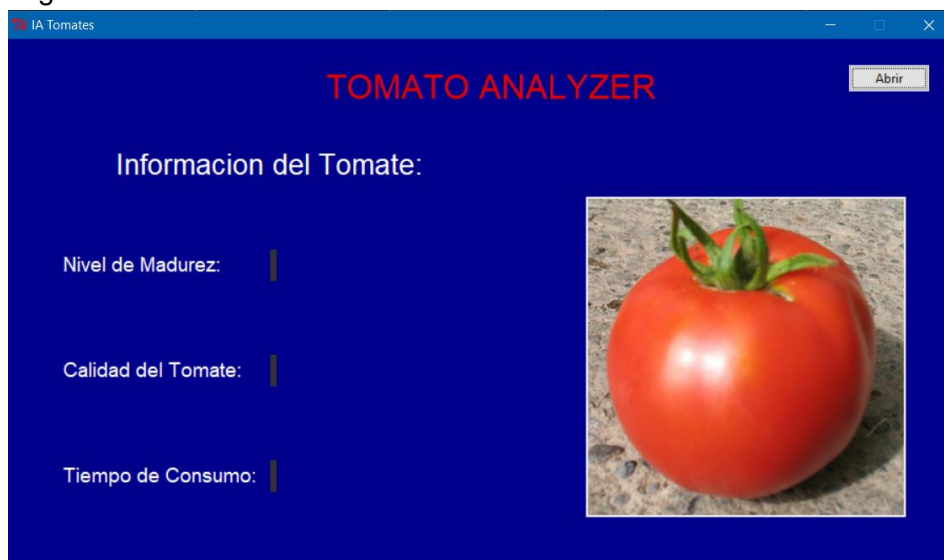 IA Tomates
TOMATO ANALYZER
Abrir
Informacion del Tomate:
Nivel de Madurez:
Calidad del Tomate:
Tiempo de Consumo: